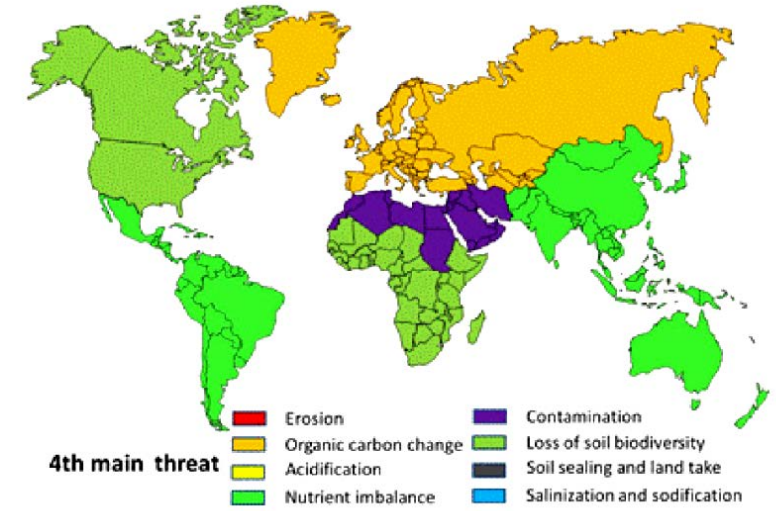 4th main threat
Erosion
Organic carbon change
Acidification
Nutrient imbalance
Contamination
Loss of soil biodiversity
Soil sealing and land take
Salinization and sodification